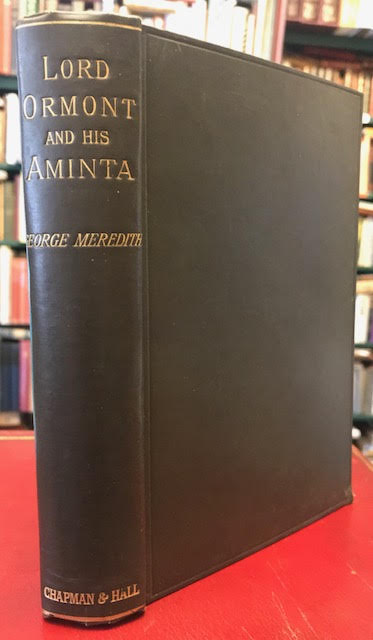 LORD
ORMONT
AND HIS
AMINTA
GEORGE MEREDITH
CHAPMAN & HALL